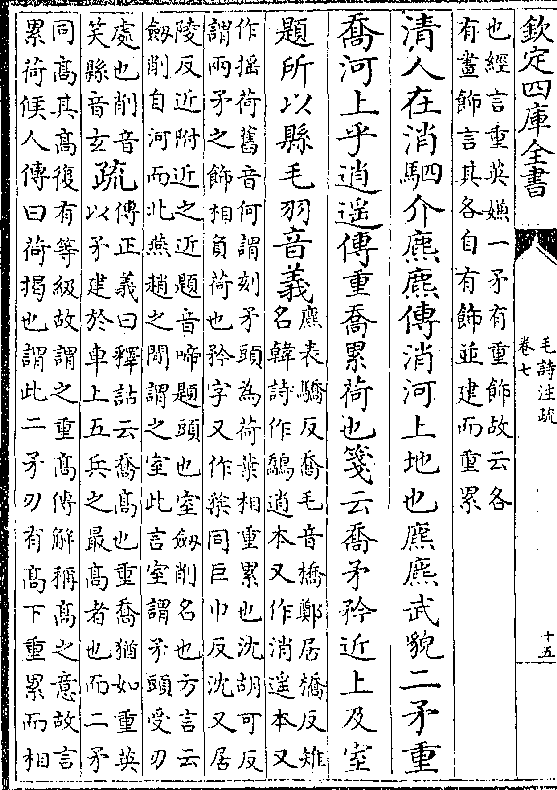 欽定四庫全書
毛詩注疏
卷七
十五
也經言重英嫌一矛有重飾故云各
有畫飾言其各自有飾並建而重累
清人在消駟介麃麃傳消河上地也麃麃武貌二矛重
喬河上乎逍遥傳重喬累荷也箋云喬矛矜近上及室
題所以縣毛羽音義
麃表驕反喬毛音橋鄭居橋反雉
名韓詩作鷮逍本又作消遥本又
作揺荷舊音何謂刻矛頭為荷葉相重累也沈胡可反
謂兩矛之飾相負荷也矜字又作𥎊同巨巾反沈又居
陵反近附近之近題音啼題頭也室劔削名也方言云
劔削自河而北燕趙之間謂之室此言室謂矛頭受刃
處也削音
笑縣音玄
疏
傳正義曰釋詁云喬髙也重喬猶如重英
以矛建於車上五兵之最髙者也而二矛
同髙其髙復有等級故謂之重髙傳解稱髙之意故言
累荷候人傳曰荷揭也謂此二矛刃有髙下重累而相